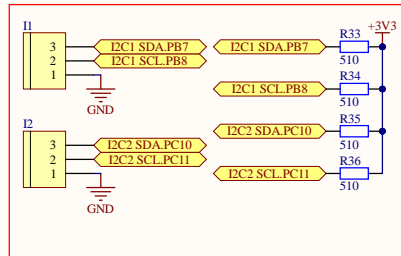 I1
3 I2C1 SDA.PB7
2 I2C1 SCL.PB8
1
GND
I2
3 I2C2 SDA.PC10
2 I2C2 SCL.PC11
1
GND
+3V3
I2C1 SDA.PB7 R33 510
I2C1 SCL.PB8 R34 510
I2C2 SDA.PC10 R35 510
I2C2 SCL.PC11 R36 510